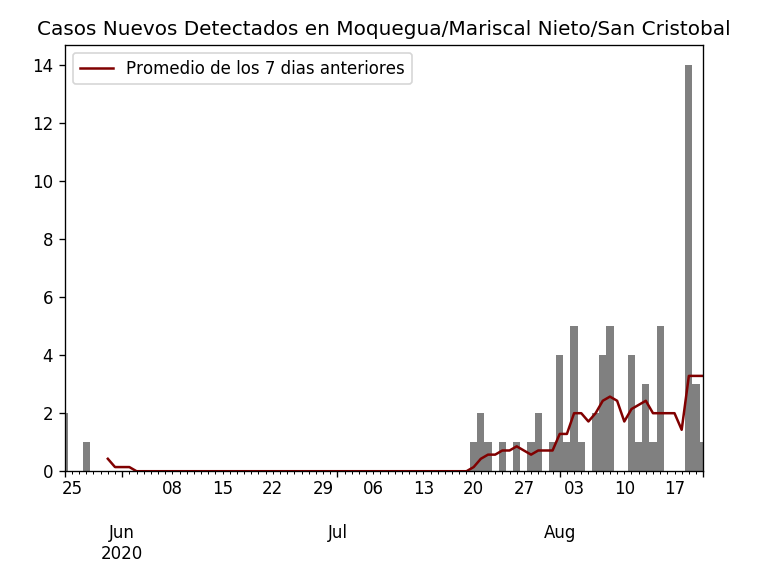 Casos Nuevos Detectados en Moquegua/Mariscal Nieto/San Cristobal
Promedio de los 7 dias anteriores
14
12
10
8
6
4
2
0
25 08 15 22 29 06 13 20 27 03 10 17
Jun Jul Aug
2020